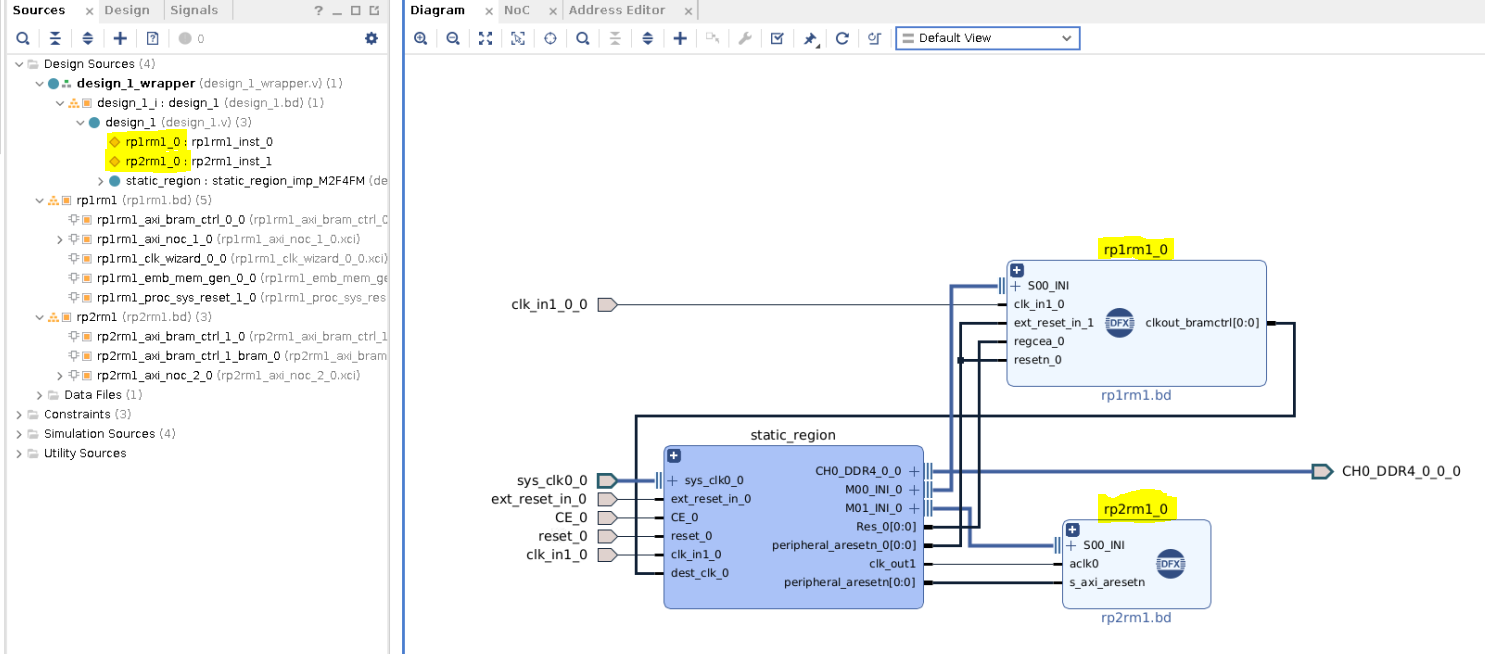 Sources × Design Signals ? _
0
Design Sources (4)
design_1_wrapper (design_1_wrapper.v) (1)
design_1_i : design_1 (design_1.bd) (1)
design_1 (design_1.v) (3)
rp1rm1_0 : rp1rm1_inst_0
rp2rm1_0 : rp2rm1_inst_1
static_region : static_region_imp_M2F4FM (de
rp1rm1 (rp1rm1.bd) (5)
rp1rm1_axi_bram_ctrl_0_0 (rp1rm1_axi_bram_ctrl_0
rp1rm1_axi_noc_1_0 (rp1rm1_axi_noc_1_0.xci)
rp1rm1_clk_wizard_0_0 (rp1rm1_clk_wizard_0_0.xci)
rp1rm1_emb_mem_gen_0_0 (rp1rm1_emb_mem_ge
rp1rm1_proc_sys_reset_1_0 (rp1rm1_proc_sys_res
rp2rm1 (rp2rm1.bd) (3)
rp2rm1_axi_bram_ctrl_1_0 (rp2rm1_axi_bram_ctrl_1
rp2rm1_axi_bram_ctrl_1_bram_0 (rp2rm1_axi_bram
rp2rm1_axi_noc_2_0 (rp2rm1_axi_noc_2_0.xci)
Data Files (1)
Constraints (3)
Simulation Sources (4)
Utility Sources
Diagram × NoC × Address Editor ×
Default View
rp1rm1_0
S00_INI
clk_in1_0_0
clk_in1_0
ext_reset_in_1
DFX
clkout_bramctrl[0:0]
regcea_0
resetn_0
rp1rm1.bd
static_region
CH0_DDR4_0_0
CH0_DDR4_0_0_0
sys_clk0_0
sys_clk0_0
M00_INI_0
ext_reset_in_0
ext_reset_in_0
M01_INI_0
CE_0
CE_0
Res_0[0:0]
reset_0
reset_0
peripheral_aresetn_0[0:0]
clk_in1_0
clk_in1_0
clk_out1
dest_clk_0
peripheral_aresetn[0:0]
rp2rm1_0
S00_INI
aclk0
DFX
s_axi_aresetn
rp2rm1.bd